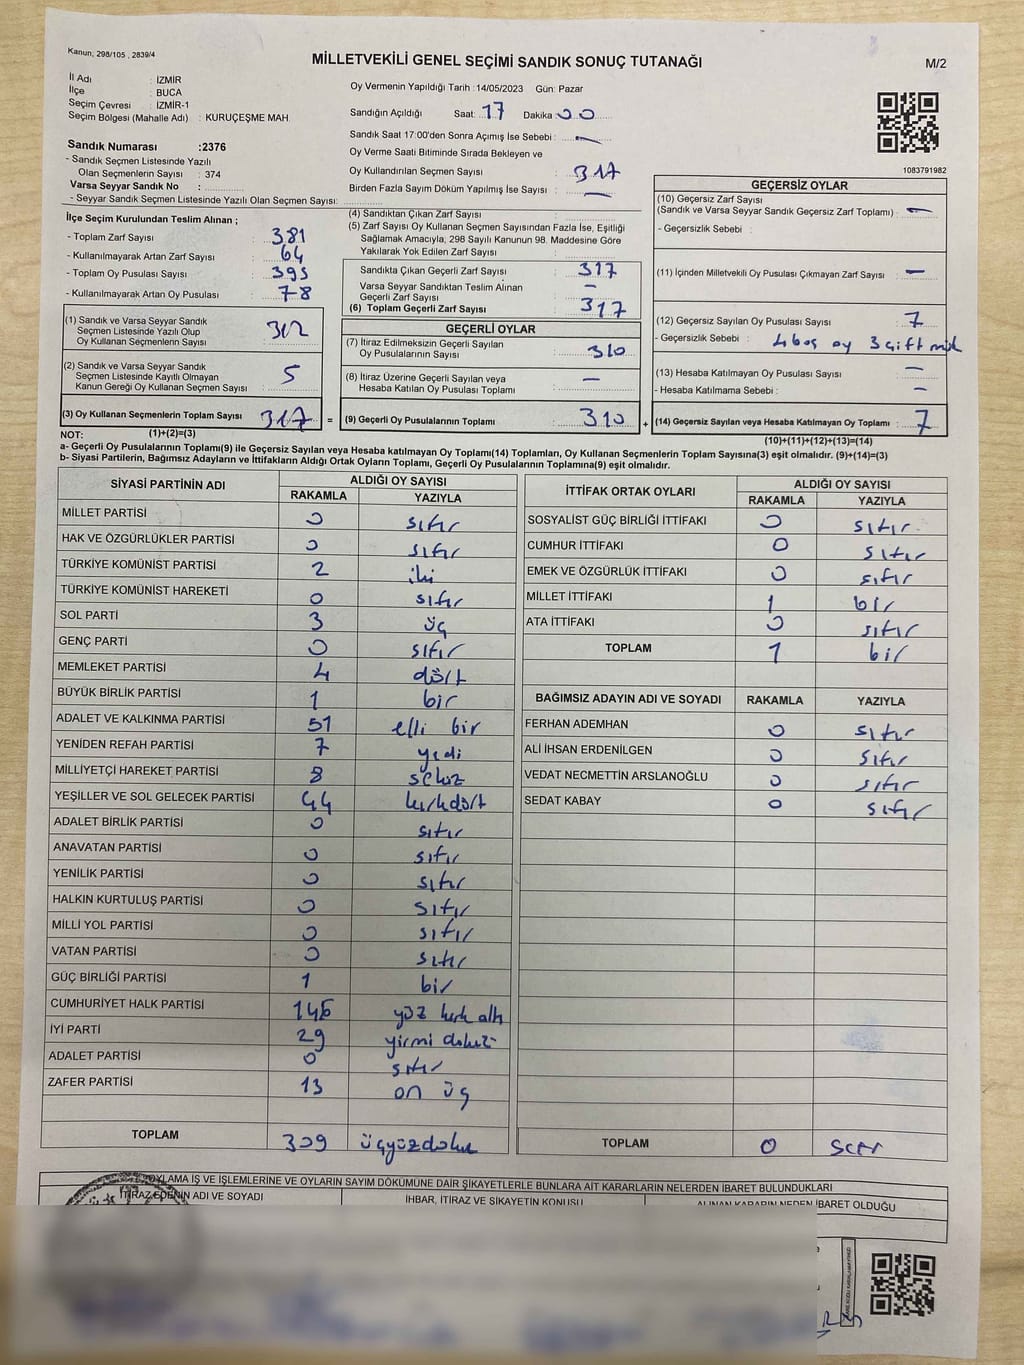 Kanun, 298/105 , 2839/4
MİLLETVEKİLİ GENEL SEÇİMİ SANDIK SONUÇ TUTANAĞI
M/2
İl Adı : İZMİR
İlçe : BUCA
Seçim Çevresi : İZMİR-1
Seçim Bölgesi (Mahalle Adı) : KURUÇEŞME MAH.
Oy Vermenin Yapıldığı Tarih : 14/05/2023 Gün: Pazar
Sandığın Açıldığı Saat: 17 Dakika 00
Sandık Saat 17:00'den Sonra Açımış İse Sebebi : —
Oy Verme Saati Bitiminde Sırada Bekleyen ve
Oy Kullandırılan Seçmen Sayısı 317
Birden Fazla Sayım Döküm Yapılmış İse Sayısı —
1083791982
Sandık Numarası :2376
- Sandık Seçmen Listesinde Yazılı
Olan Seçmenlerin Sayısı : 374
Varsa Seyyar Sandık No :
- Seyyar Sandık Seçmen Listesinde Yazılı Olan Seçmen Sayısı:
İlçe Seçim Kurulundan Teslim Alınan ;
- Toplam Zarf Sayısı 381
- Kullanılmayarak Artan Zarf Sayısı 64
- Toplam Oy Pusulası Sayısı 395
- Kullanılmayarak Artan Oy Pusulası 78
(4) Sandıktan Çıkan Zarf Sayısı
(5) Zarf Sayısı Oy Kullanan Seçmen Sayısından Fazla İse, Eşitliği
Sağlamak Amacıyla, 298 Sayılı Kanunun 98. Maddesine Göre
Yakılarak Yok Edilen Zarf Sayısı
Sandıkta Çıkan Geçerli Zarf Sayısı 317
Varsa Seyyar Sandıktan Teslim Alınan
Geçerli Zarf Sayısı —
(6) Toplam Geçerli Zarf Sayısı 317
GEÇERSİZ OYLAR
(10) Geçersiz Zarf Sayısı
(Sandık ve Varsa Seyyar Sandık Geçersiz Zarf Toplamı) : —
- Geçersizlik Sebebi :
(11) İçinden Milletvekili Oy Pusulası Çıkmayan Zarf Sayısı : —
(12) Geçersiz Sayılan Oy Pusulası Sayısı 7
- Geçersizlik Sebebi : 4 boş oy 3 çift müh
(13) Hesaba Katılmayan Oy Pusulası Sayısı —
- Hesaba Katılmama Sebebi : —
(14) Geçersiz Sayılan veya Hesaba Katılmayan Oy Toplamı : 7
(10)+(11)+(12)+(13)=(14)
(1) Sandık ve Varsa Seyyar Sandık
Seçmen Listesinde Yazılı Olup
Oy Kullanan Seçmenlerin Sayısı 312
(2) Sandık ve Varsa Seyyar Sandık
Seçmen Listesinde Kayıtlı Olmayan
Kanun Gereği Oy Kullanan Seçmen Sayısı 5
(3) Oy Kullanan Seçmenlerin Toplam Sayısı 317 =
(1)+(2)=(3)
GEÇERLİ OYLAR
(7) İtiraz Edilmeksizin Geçerli Sayılan
Oy Pusulalarının Sayısı 310
(8) İtiraz Üzerine Geçerli Sayılan veya
Hesaba Katılan Oy Pusulası Toplamı —
(9) Geçerli Oy Pusulalarının Toplamı 310 +
NOT:
a- Geçerli Oy Pusulalarının Toplamı(9) ile Geçersiz Sayılan veya Hesaba katılmayan Oy Toplamı(14) Toplamları, Oy Kullanan Seçmenlerin Toplam Sayısına(3) eşit olmalıdır. (9)+(14)=(3)
b- Siyasi Partilerin, Bağımsız Adayların ve İttifakların Aldığı Ortak Oyların Toplamı, Geçerli Oy Pusulalarının Toplamına(9) eşit olmalıdır.
SİYASİ PARTİNİN ADI ALDIĞI OY SAYISI
RAKAMLA YAZIYLA
MİLLET PARTİSİ 0 sıfır
HAK VE ÖZGÜRLÜKLER PARTİSİ 0 sıfır
TÜRKİYE KOMÜNİST PARTİSİ 2 iki
TÜRKİYE KOMÜNİST HAREKETİ 0 sıfır
SOL PARTİ 3 üç
GENÇ PARTİ 0 sıfır
MEMLEKET PARTİSİ 4 dört
BÜYÜK BİRLİK PARTİSİ 1 bir
ADALET VE KALKINMA PARTİSİ 51 elli bir
YENİDEN REFAH PARTİSİ 7 yedi
MİLLİYETÇİ HAREKET PARTİSİ 8 sekiz
YEŞİLLER VE SOL GELECEK PARTİSİ 44 kırkdört
ADALET BİRLİK PARTİSİ 0 sıfır
ANAVATAN PARTİSİ 0 sıfır
YENİLİK PARTİSİ 0 sıfır
HALKIN KURTULUŞ PARTİSİ 0 sıfır
MİLLİ YOL PARTİSİ 0 sıfır
VATAN PARTİSİ 0 sıfır
GÜÇ BİRLİĞİ PARTİSİ 1 bir
CUMHURİYET HALK PARTİSİ 146 yüz kırk altı
İYİ PARTİ 29 yirmi dokuz
ADALET PARTİSİ 0 sıfır
ZAFER PARTİSİ 13 on üç
TOPLAM 309 üçyüzdokuz
İTTİFAK ORTAK OYLARI ALDIĞI OY SAYISI
RAKAMLA YAZIYLA
SOSYALİST GÜÇ BİRLİĞİ İTTİFAKI 0 sıfır
CUMHUR İTTİFAKI 0 sıfır
EMEK VE ÖZGÜRLÜK İTTİFAKI 0 sıfır
MİLLET İTTİFAKI 1 bir
ATA İTTİFAKI 0 sıfır
TOPLAM 1 bir
BAĞIMSIZ ADAYIN ADI VE SOYADI RAKAMLA YAZIYLA
FERHAN ADEMHAN 0 sıfır
ALİ İHSAN ERDENİLGEN 0 sıfır
VEDAT NECMETTİN ARSLANOĞLU 0 sıfır
SEDAT KABAY 0 sıfır
TOPLAM 0 sıfır
OYLAMA İŞ VE İŞLEMLERİNE VE OYLARIN SAYIM DÖKÜMÜNE DAİR ŞİKAYETLERLE BUNLARA AİT KARARLARIN NELERDEN İBARET BULUNDUKLARI
İTİRAZ EDENİN ADI VE SOYADI İHBAR, İTİRAZ VE ŞİKAYETİN KONUSU ALINAN KARARIN NEDEN İBARET OLDUĞU